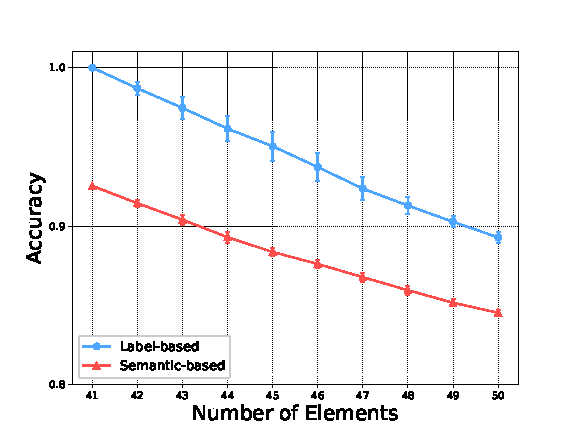 1.0
0.9
0.8
Accuracy
Label-based
Semantic-based
41 42 43 44 45 46 47 48 49 50
Number of Elements